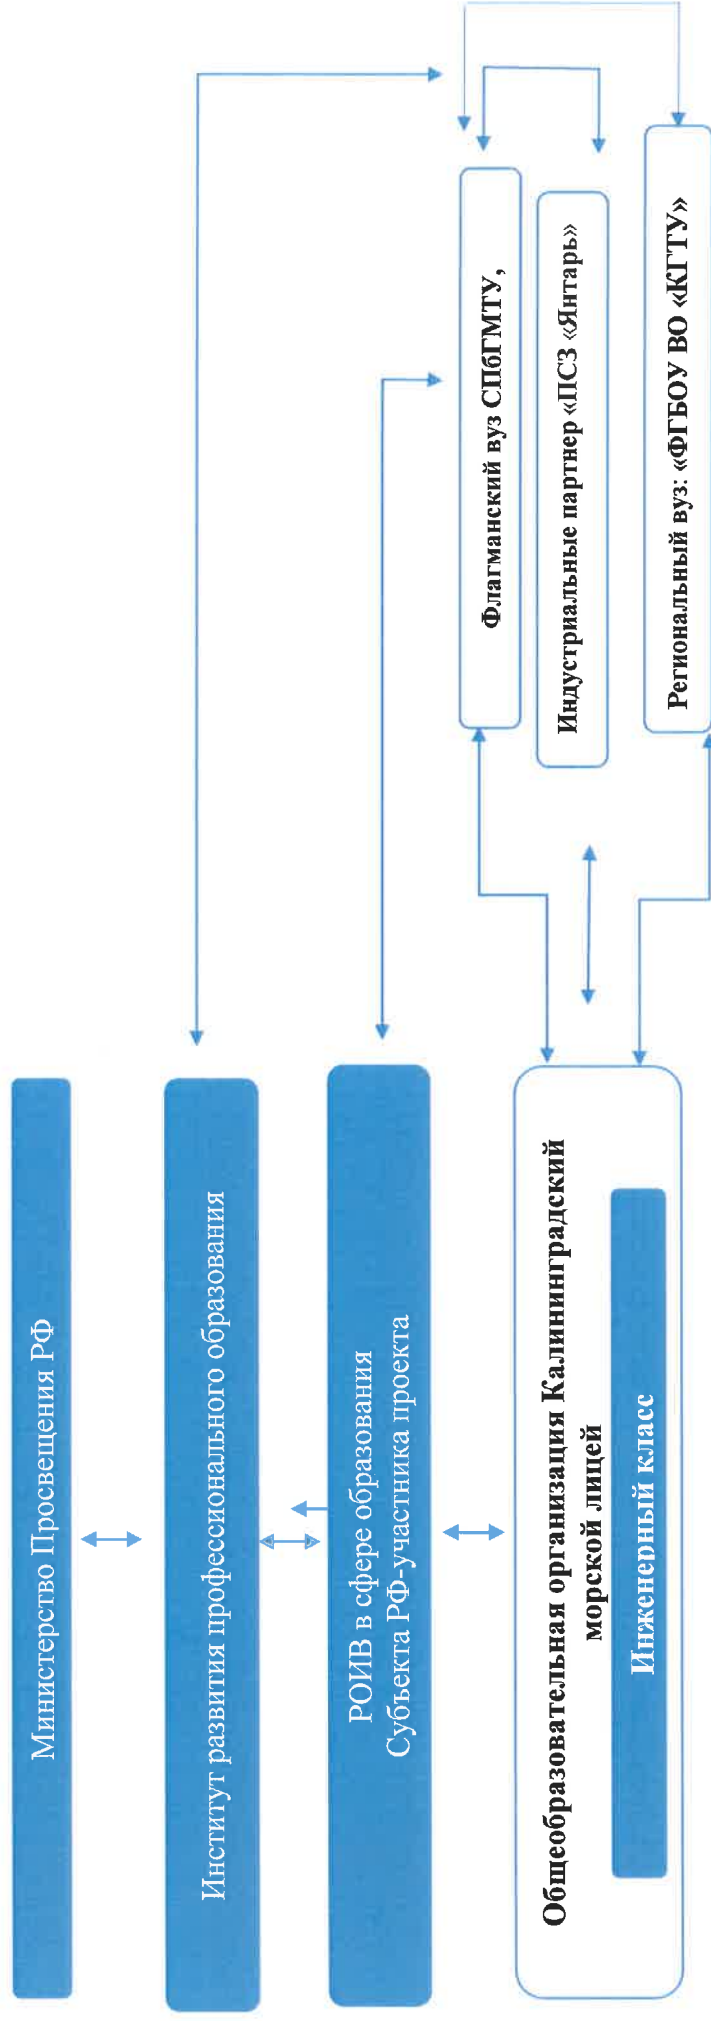 Министерство Просвещения РФ
Институт развития профессионального образования
РОИВ в сфере образования
Субъекта РФ-участника проекта
Общеобразовательная организация Калининградский
морской лицей
Инженерный класс
Флагманский вуз СПбГМТУ,
Индустриальные партнер «ПСЗ «Янтарь»
Региональный вуз: «ФГБОУ ВО «КГТУ»